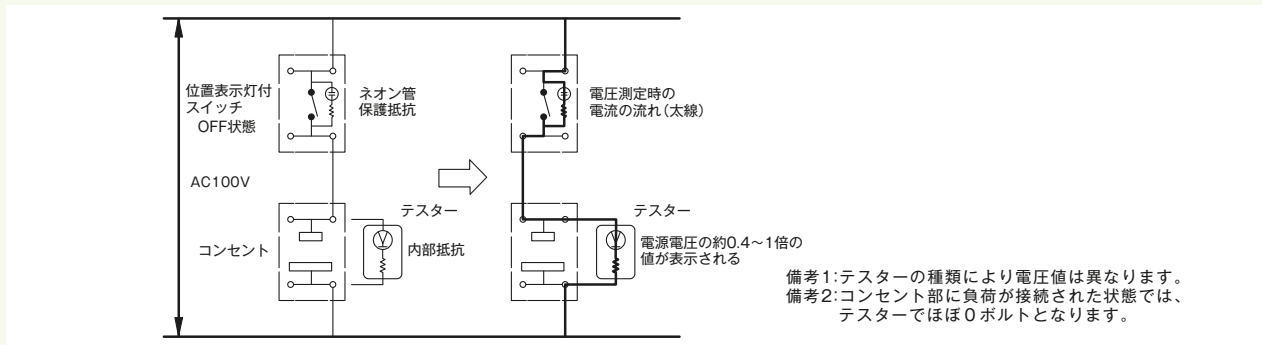 位置表示灯付
スイッチ
OFF状態
ネオン管
保護抵抗
AC100V
コンセント
テスター
V
内部抵抗
電圧測定時の
電流の流れ（太線）
テスター
V
電源電圧の約0.4～1倍の
値が表示される
備考1:テスターの種類により電圧値は異なります。
備考2:コンセント部に負荷が接続された状態では、
テスターでほぼ０ボルトとなります。